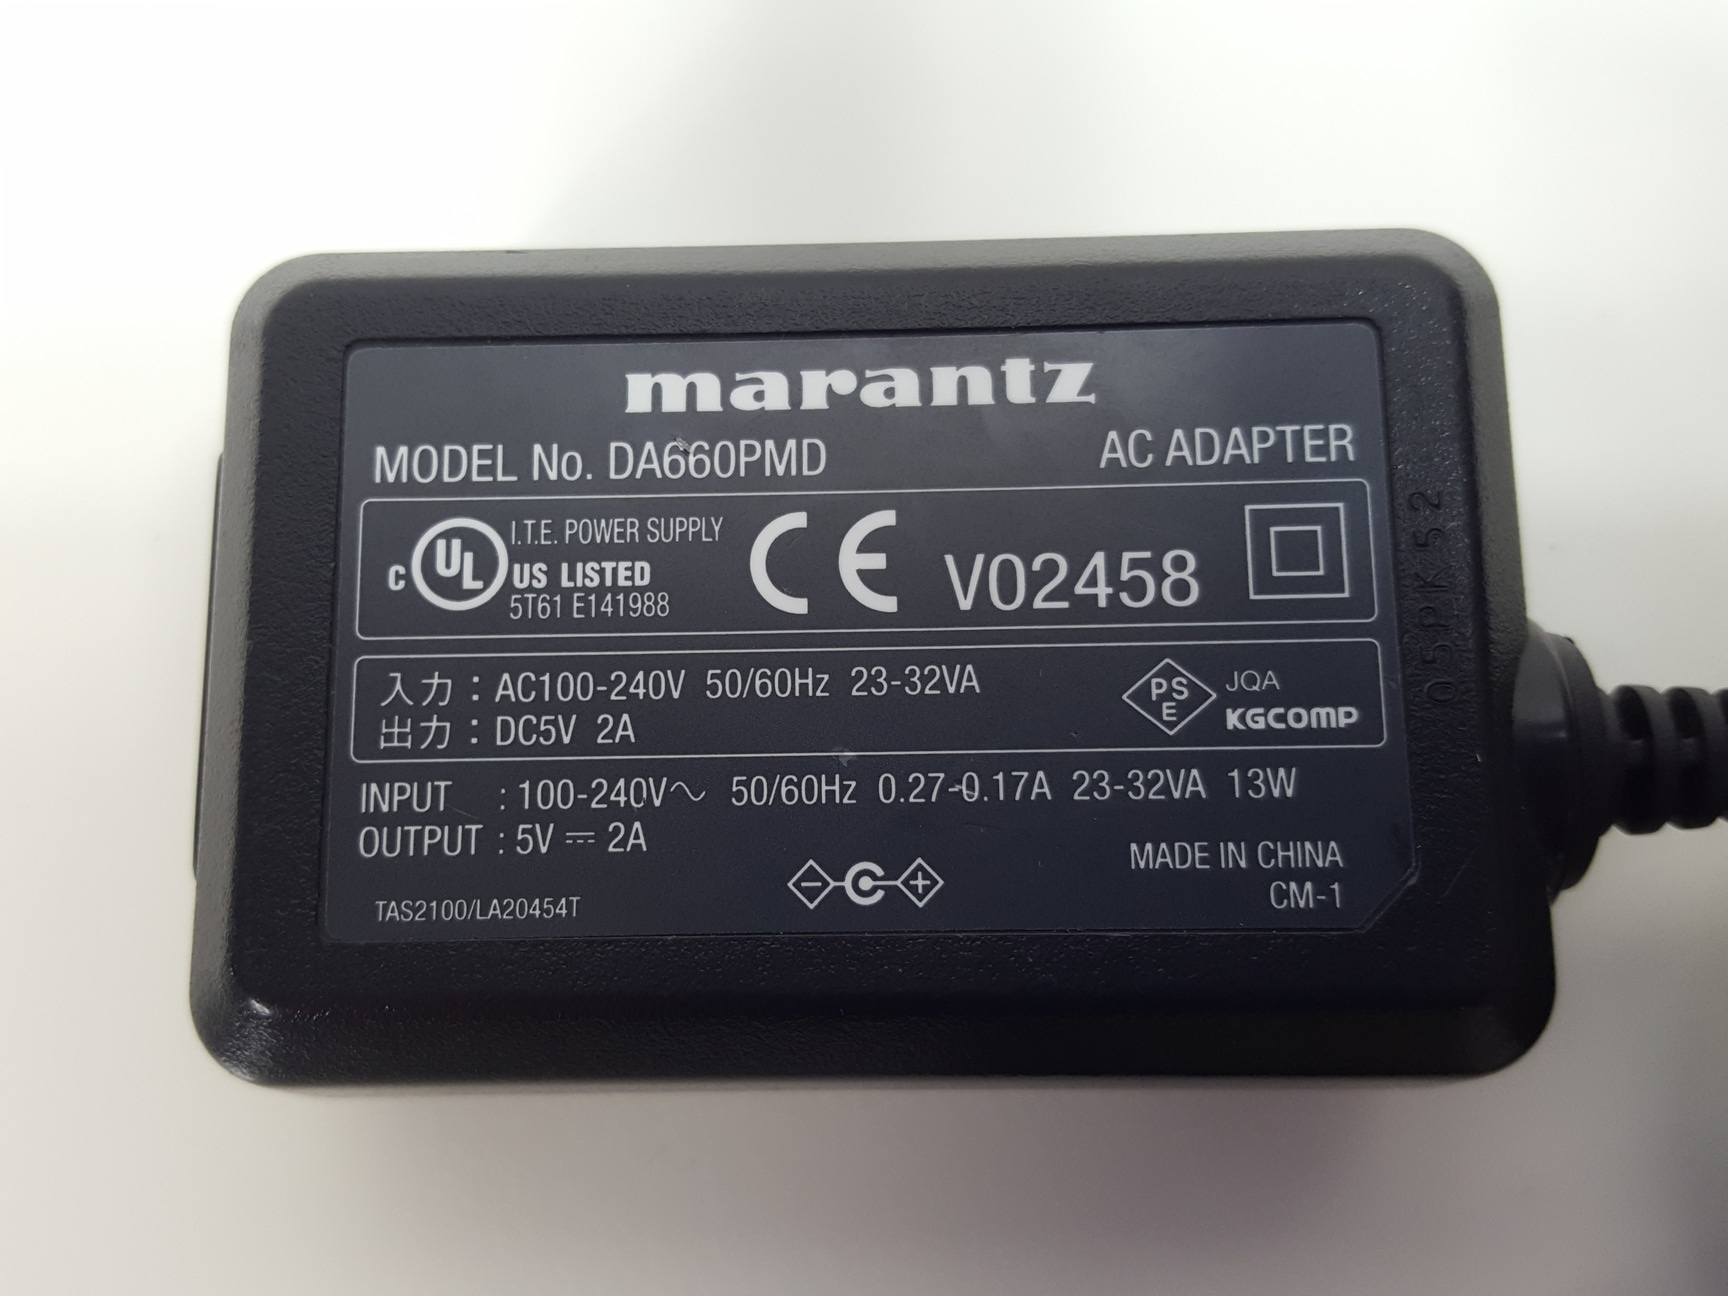 marantz
MODEL No. DA660PMD AC ADAPTER
I.T.E. POWER SUPPLY
C UL US LISTED
5T61 E141988
CE V02458
入力：AC100-240V 50/60Hz 23-32VA
出力：DC5V 2A
PSE
JQA
KGCOMP
INPUT : 100-240V～ 50/60Hz 0.27-0.17A 23-32VA 13W
OUTPUT : 5V ⎓ 2A
MADE IN CHINA
CM-1
TAS2100/LA20454T
− +
05PK52